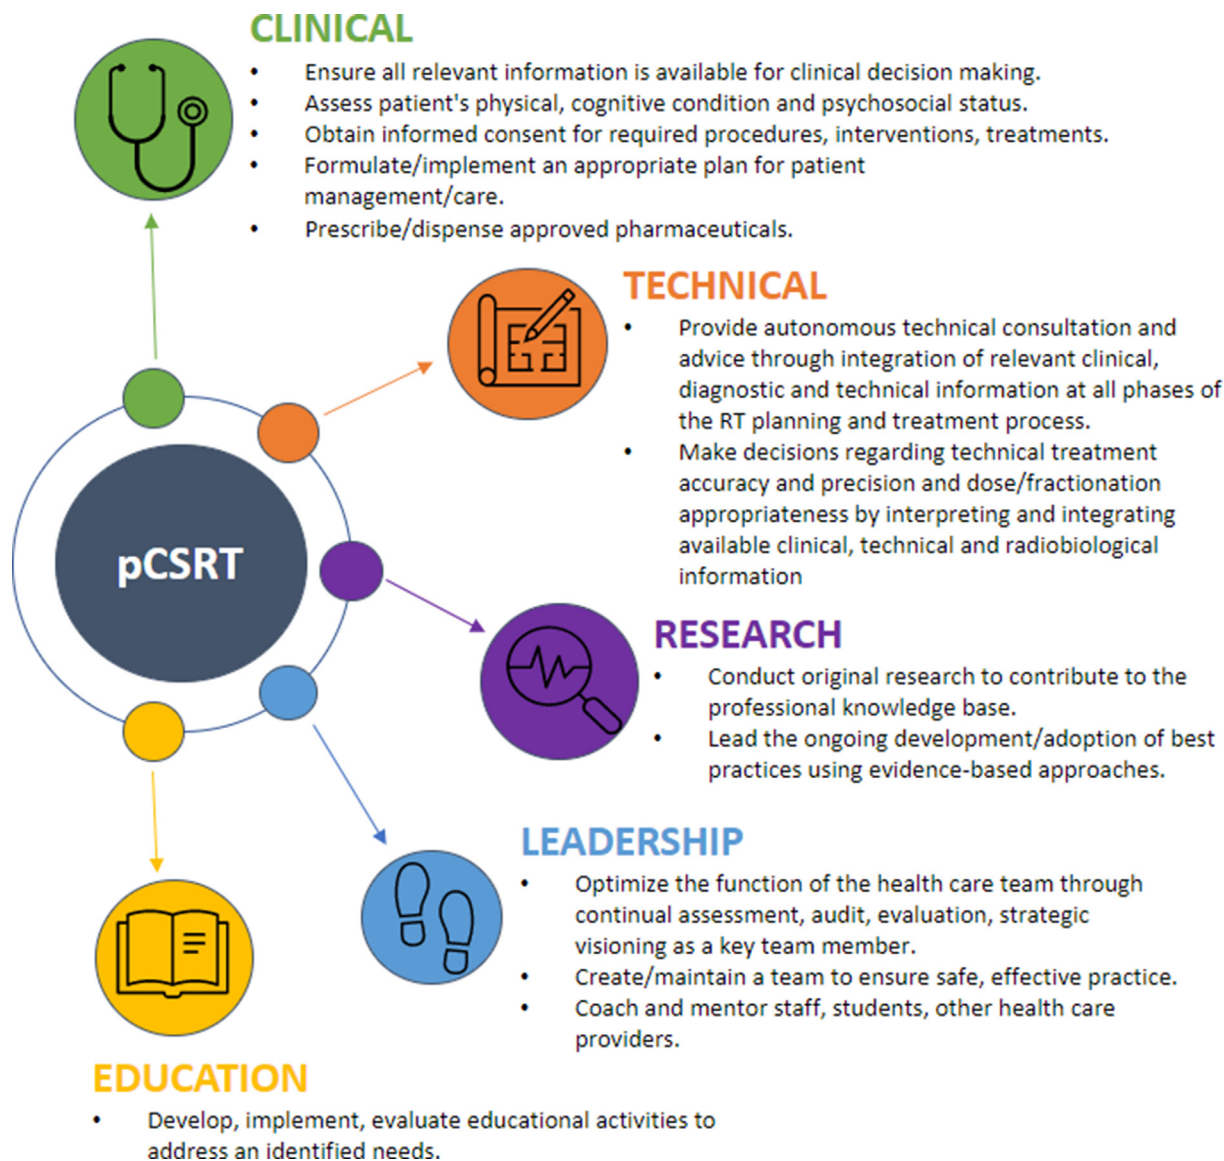 CLINICAL
• Ensure all relevant information is available for clinical decision making.
• Assess patient's physical, cognitive condition and psychosocial status.
• Obtain informed consent for required procedures, interventions, treatments.
• Formulate/implement an appropriate plan for patient
management/care.
• Prescribe/dispense approved pharmaceuticals.
TECHNICAL
• Provide autonomous technical consultation and
advice through integration of relevant clinical,
diagnostic and technical information at all phases of
the RT planning and treatment process.
• Make decisions regarding technical treatment
accuracy and precision and dose/fractionation
appropriateness by interpreting and integrating
available clinical, technical and radiobiological
information
pCSRT
RESEARCH
• Conduct original research to contribute to the
professional knowledge base.
• Lead the ongoing development/adoption of best
practices using evidence-based approaches.
LEADERSHIP
• Optimize the function of the health care team through
continual assessment, audit, evaluation, strategic
visioning as a key team member.
• Create/maintain a team to ensure safe, effective practice.
• Coach and mentor staff, students, other health care
providers.
EDUCATION
• Develop, implement, evaluate educational activities to
address an identified needs.